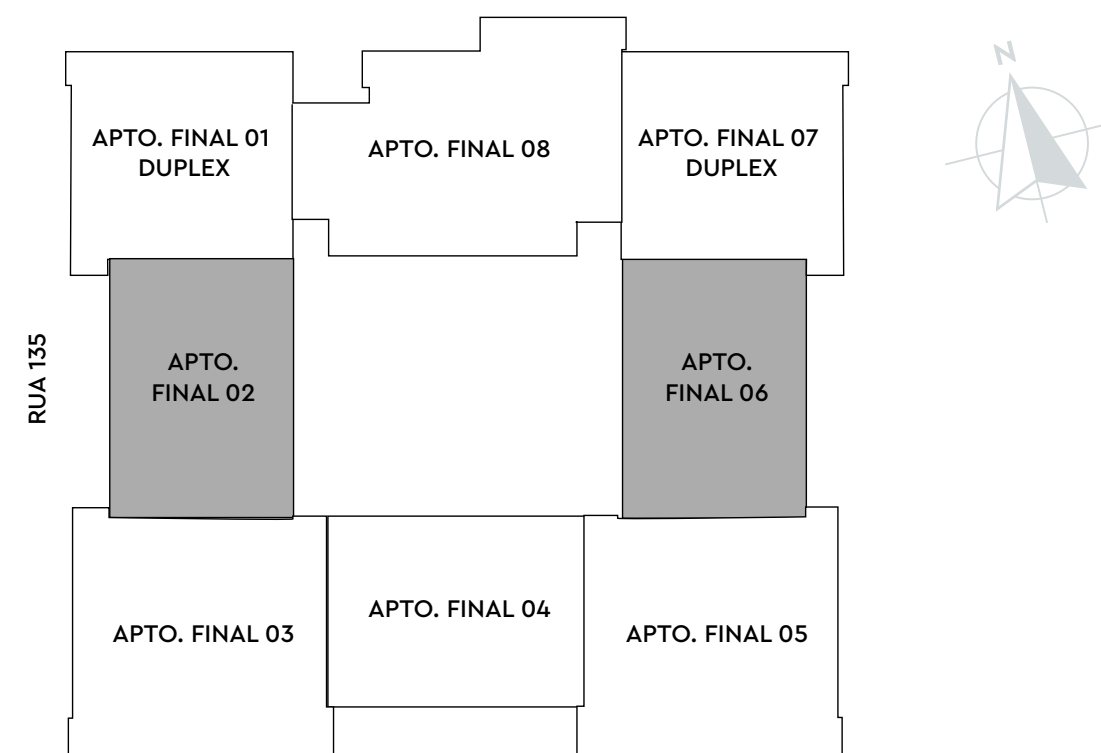 N
APTO. FINAL 01
DUPLEX
APTO. FINAL 08
APTO. FINAL 07
DUPLEX
RUA 135
APTO.
FINAL 02
APTO.
FINAL 06
APTO. FINAL 03
APTO. FINAL 04
APTO. FINAL 05